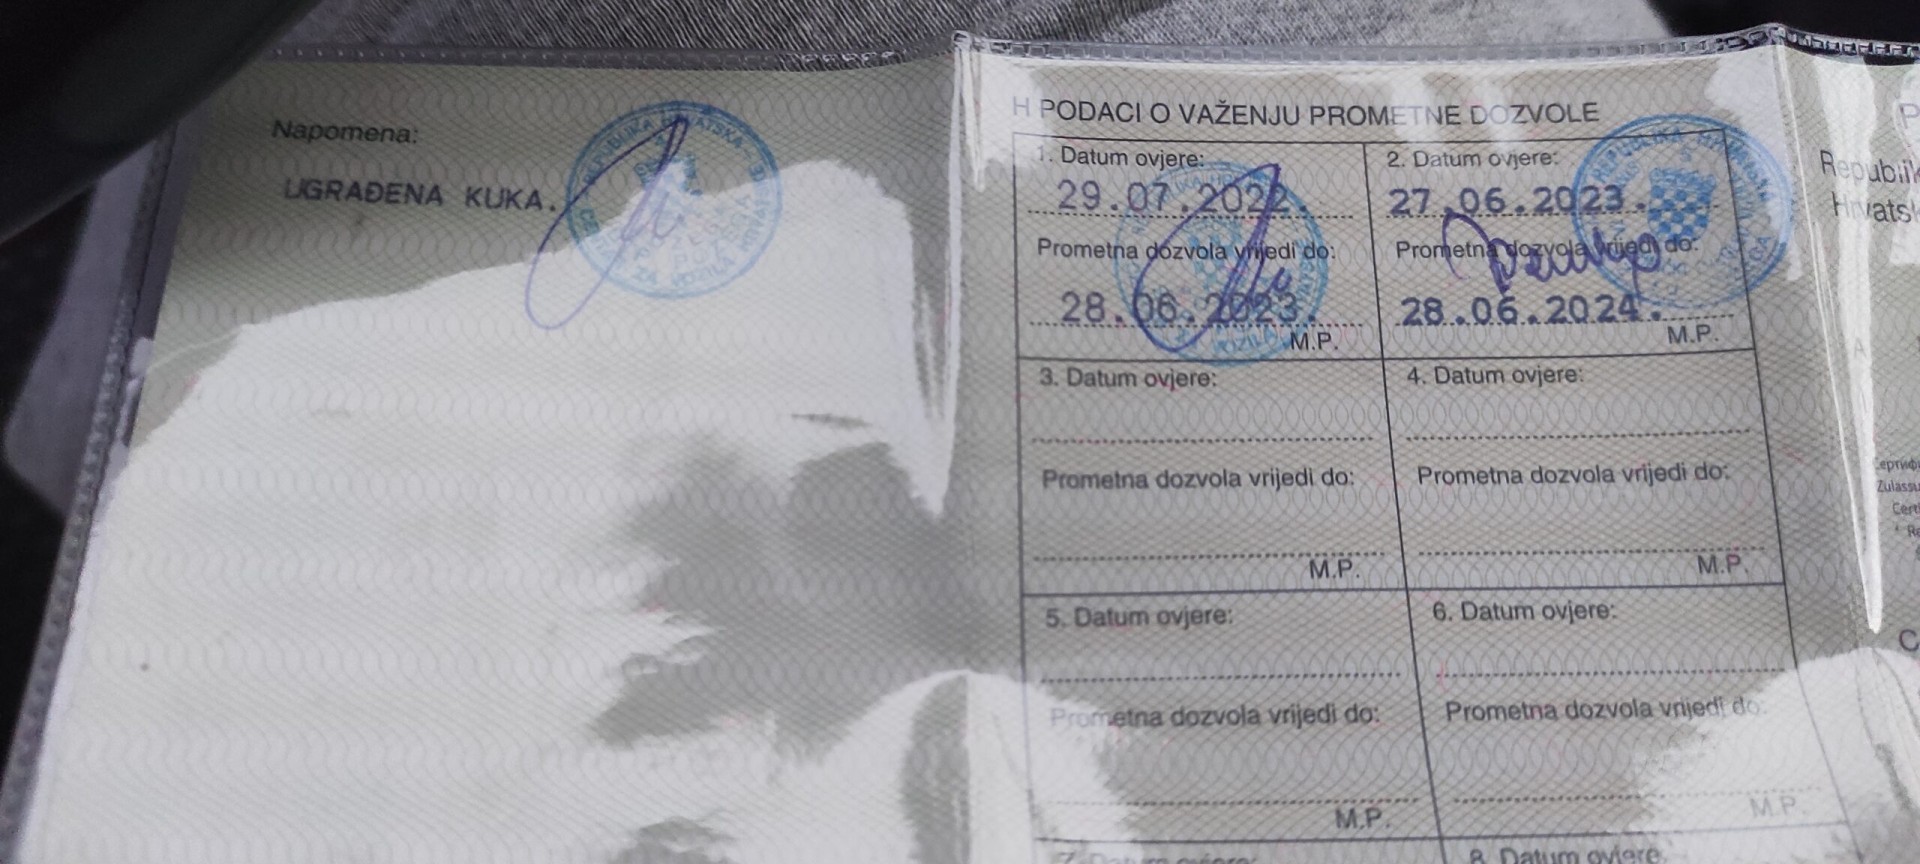 Napomena:
UGRAĐENA KUKA.
H PODACI O VAŽENJU PROMETNE DOZVOLE
1. Datum ovjere:
29.07.2022.
Prometna dozvola vrijedi do:
28.06.2023.
M.P.
2. Datum ovjere:
27.06.2023.
Prometna dozvola vrijedi do:
28.06.2024.
M.P.
3. Datum ovjere:
Prometna dozvola vrijedi do:
M.P.
4. Datum ovjere:
Prometna dozvola vrijedi do:
M.P.
5. Datum ovjere:
Prometna dozvola vrijedi do:
M.P.
6. Datum ovjere:
Prometna dozvola vrijedi do:
M.P.
7. Datum ovjere:
8. Datum ovjere: